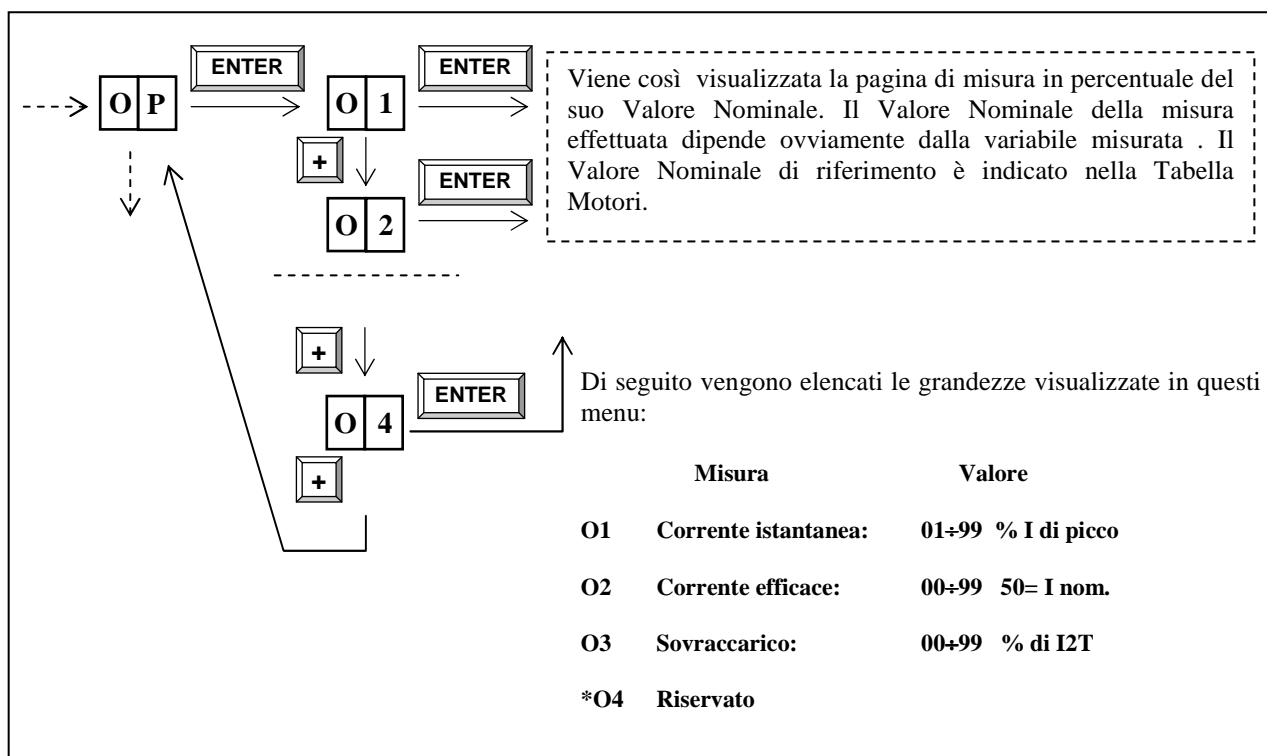 ENTER
ENTER
O P
O 1
Viene così visualizzata la pagina di misura in percentuale del
suo Valore Nominale. Il Valore Nominale della misura
effettuata dipende ovviamente dalla variabile misurata . Il
Valore Nominale di riferimento è indicato nella Tabella
Motori.
+
ENTER
O 2
+
ENTER
O 4
+
Di seguito vengono elencati le grandezze visualizzate in questi
menu:
Misura Valore
O1 Corrente istantanea: 01÷99 % I di picco
O2 Corrente efficace: 00÷99 50= I nom.
O3 Sovraccarico: 00÷99 % di I2T
*O4 Riservato